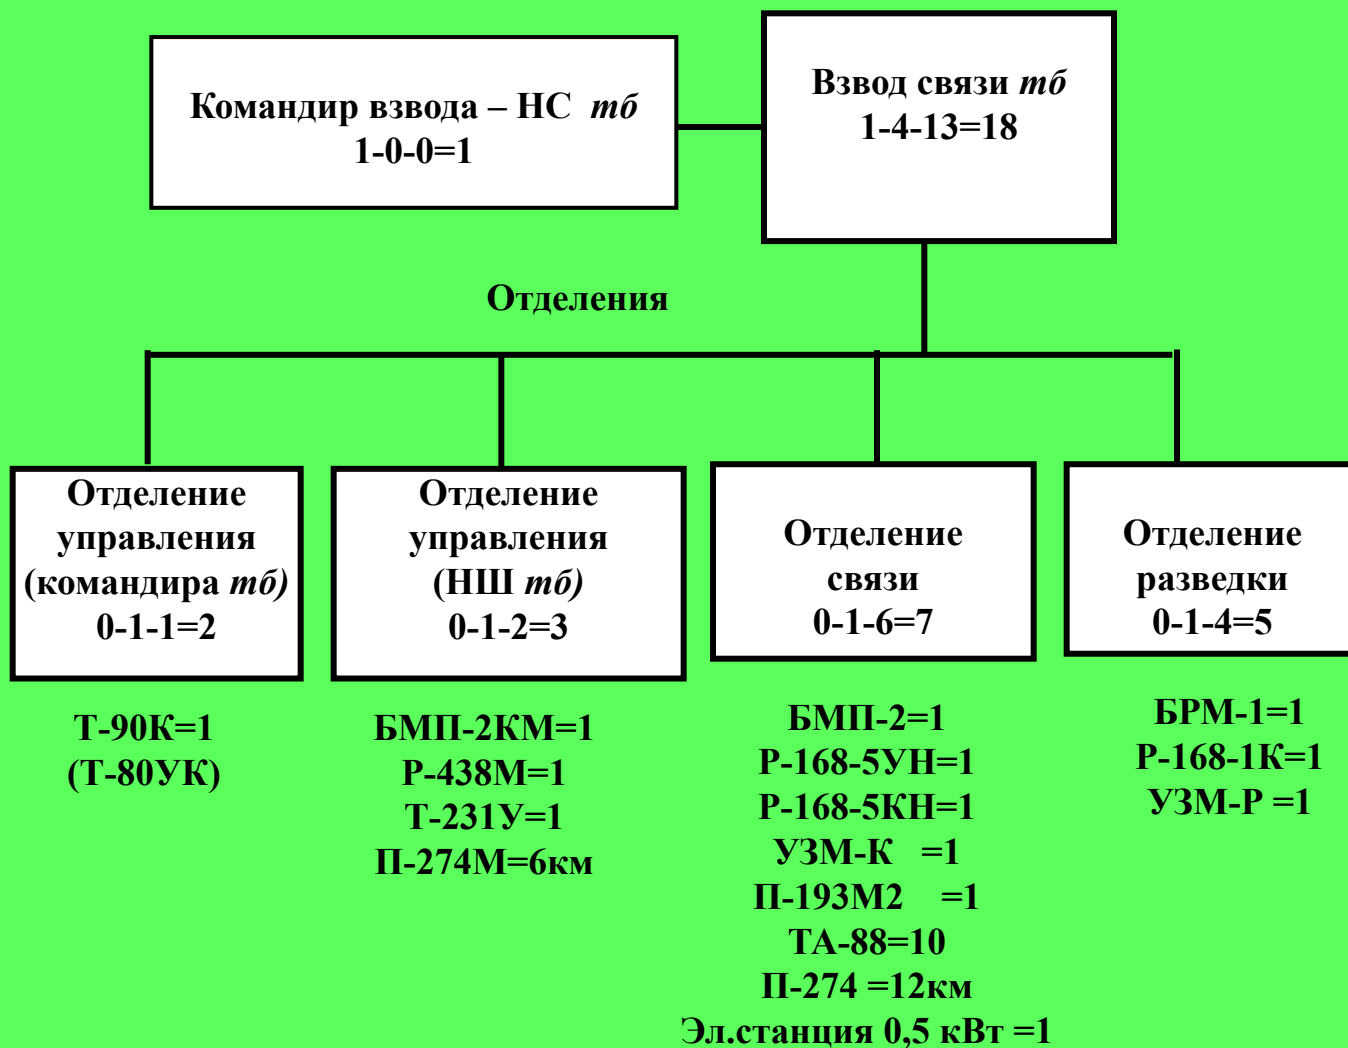 Командир взвода – НС тб
1-0-0=1
Взвод связи тб
1-4-13=18
Отделения
Отделение
управления
(командира тб)
0-1-1=2
Отделение
управления
(НШ тб)
0-1-2=3
Отделение
связи
0-1-6=7
Отделение
разведки
0-1-4=5
Т-90К=1
(Т-80УК)
БМП-2КМ=1
Р-438М=1
Т-231У=1
П-274М=6км
БМП-2=1
Р-168-5УН=1
Р-168-5КН=1
УЗМ-К =1
П-193М2 =1
ТА-88=10
П-274 =12км
Эл.станция 0,5 кВт =1
БРМ-1=1
Р-168-1К=1
УЗМ-Р =1